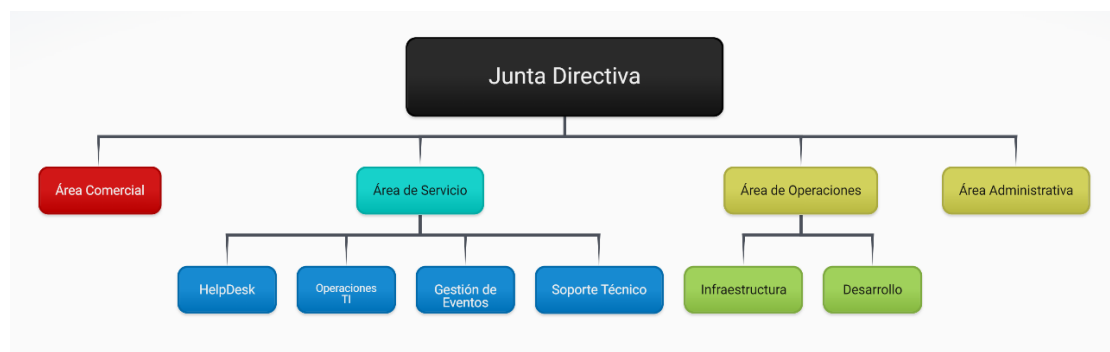 Junta Directiva
Área Comercial
Área de Servicio
Área de Operaciones
Área Administrativa
HelpDesk
Operaciones
TI
Gestión de
Eventos
Soporte Técnico
Infraestructura
Desarrollo